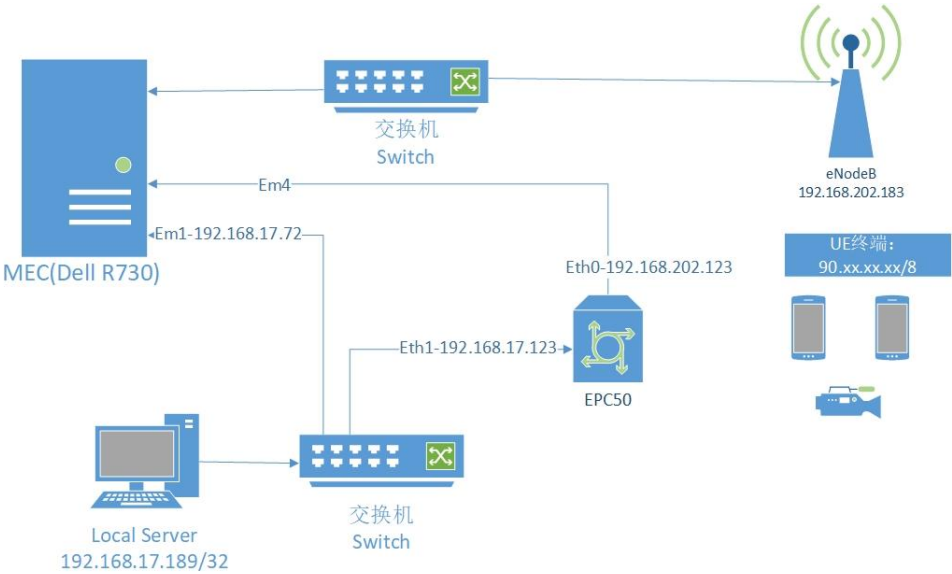 交换机
Switch
eNodeB
192.168.202.183
Em4
Em1-192.168.17.72
MEC(Dell R730)
UE终端：
90.xx.xx.xx/8
Eth0-192.168.202.123
Eth1-192.168.17.123
EPC50
交换机
Switch
Local Server
192.168.17.189/32